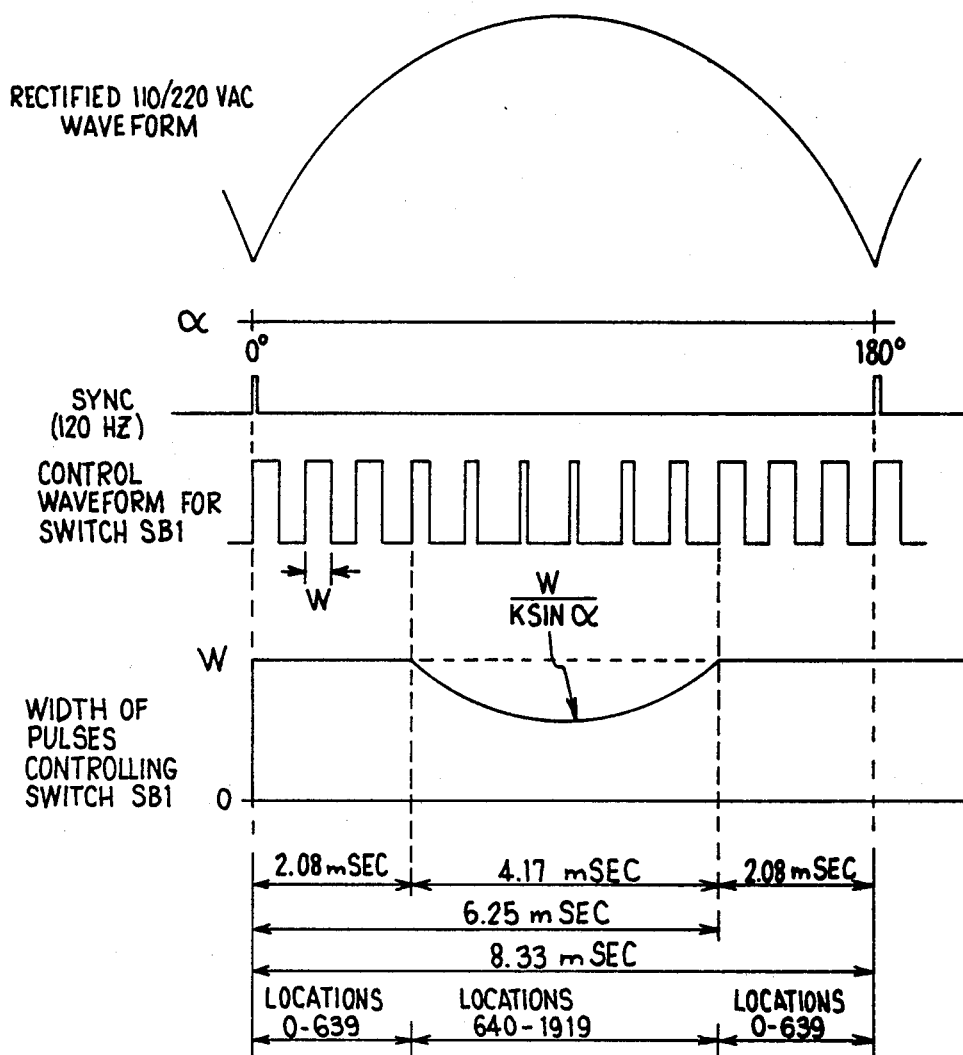 RECTIFIED 110/220 VAC
WAVEFORM
α
0°
180°
SYNC
(120 HZ)
CONTROL
WAVEFORM FOR
SWITCH SB1
W
W
KSIN α
W
WIDTH OF
PULSES
CONTROLLING
SWITCH SB1
0
2.08 mSEC
4.17 mSEC
2.08 mSEC
6.25 mSEC
8.33 mSEC
LOCATIONS
0-639
LOCATIONS
640-1919
LOCATIONS
0-639